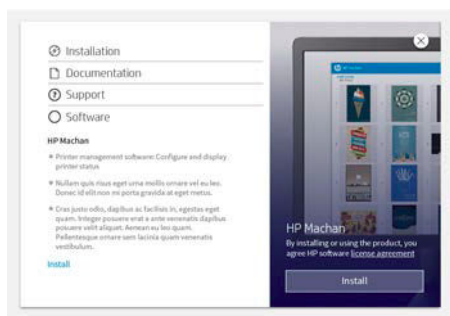 Installation
Documentation
Support
Software
HP Machan
Printer management software: Configure and display
printer status
Nullam quis risus eget urna mollis ornare vel eu leo.
Donec id elit non mi porta gravida at eget metus.
Cras justo odio, dapibus ac facilisis in, egestas eget
quam. Integer posuere erat a ante venenatis dapibus
posuere velit aliquet. Aenean eu leo quam.
Pellentesque ornare sem lacinia quam venenatis
vestibulum.
Install
HP Machan
By installing or using the product, you
agree HP software license agreement
Install